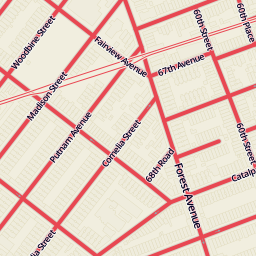 Woodbine Street
Fairview Avenue
60th Street
60th Place
67th Avenue
Madison Street
Putnam Avenue
Cornelia Street
68th Road
60th Street
Catalp
Forest Avenue
elia Street